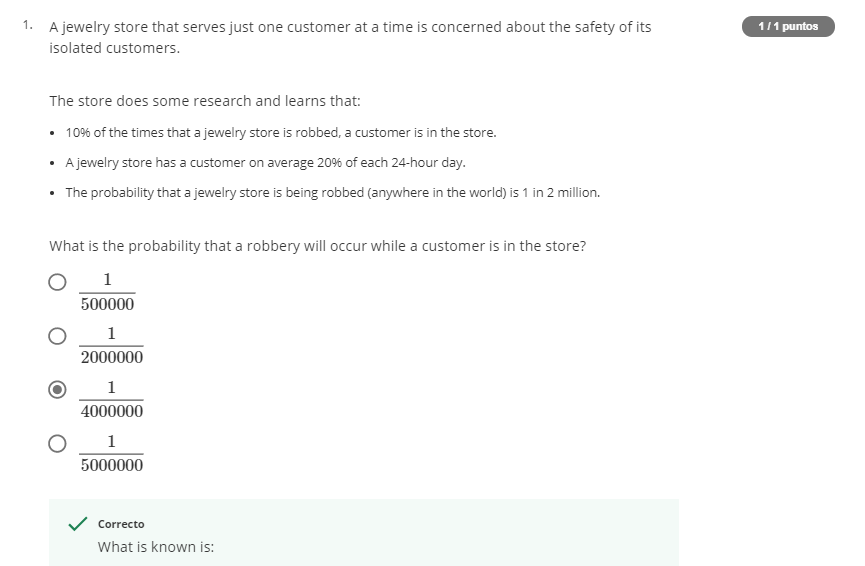 1. A jewelry store that serves just one customer at a time is concerned about the safety of its
isolated customers.
1 / 1 puntos
The store does some research and learns that:
• 10% of the times that a jewelry store is robbed, a customer is in the store.
• A jewelry store has a customer on average 20% of each 24-hour day.
• The probability that a jewelry store is being robbed (anywhere in the world) is 1 in 2 million.
What is the probability that a robbery will occur while a customer is in the store?
1
500000
1
2000000
1
4000000
1
5000000
Correcto
What is known is: